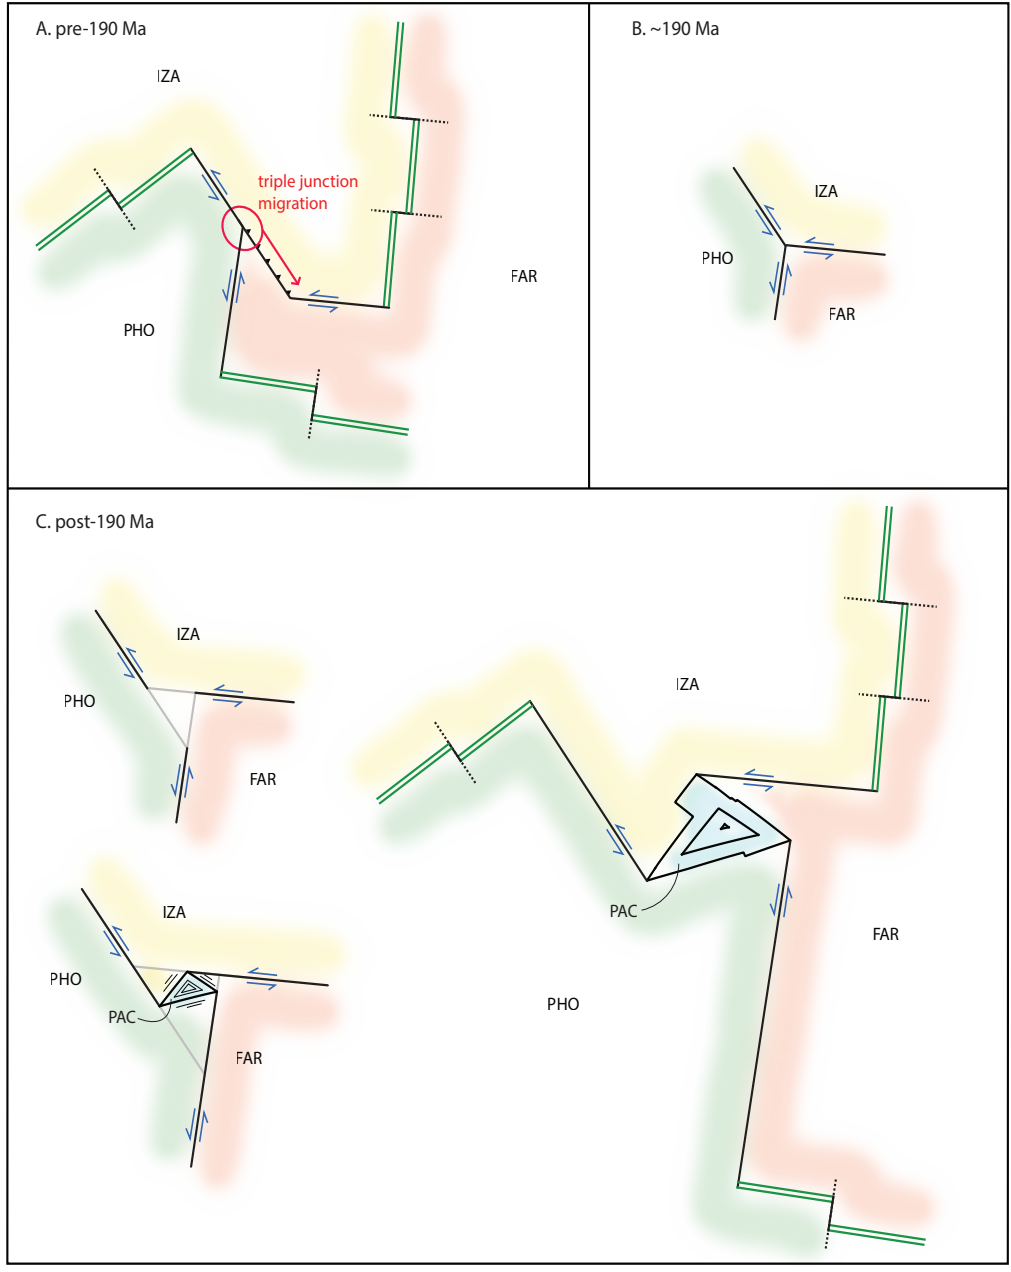 A. pre-190 Ma
IZA
triple junction
migration
FAR
PHO
B. ~190 Ma
IZA
PHO
FAR
C. post-190 Ma
IZA
PHO
FAR
IZA
PHO
PAC
FAR
IZA
PAC
FAR
PHO